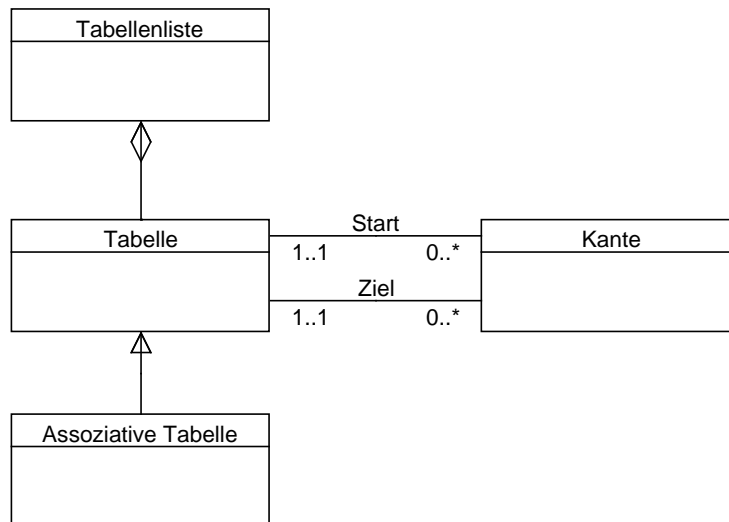 Tabellenliste
Tabelle
Start
Kante
1..1
0..*
Ziel
1..1
0..*
Assoziative Tabelle